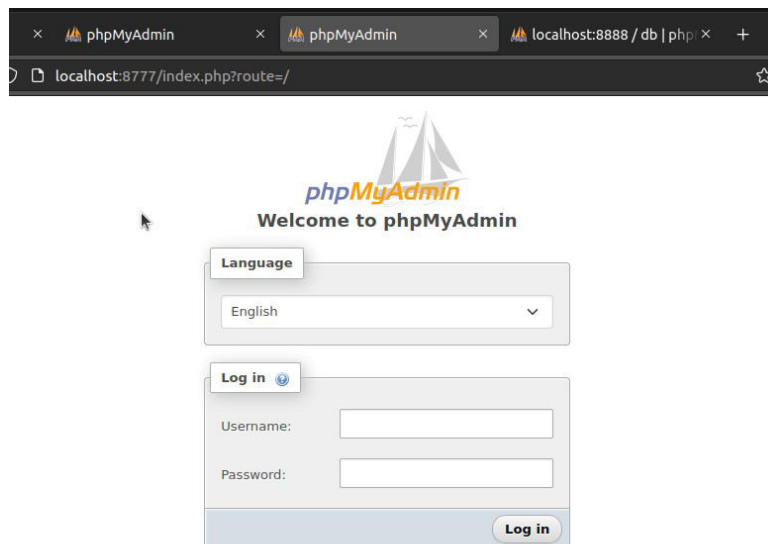 phpMyAdmin
phpMyAdmin
localhost:8888 / db | php
localhost:8777/index.php?route=/
phpMyAdmin
Welcome to phpMyAdmin
Language
English
Log in
Username:
Password:
Log in